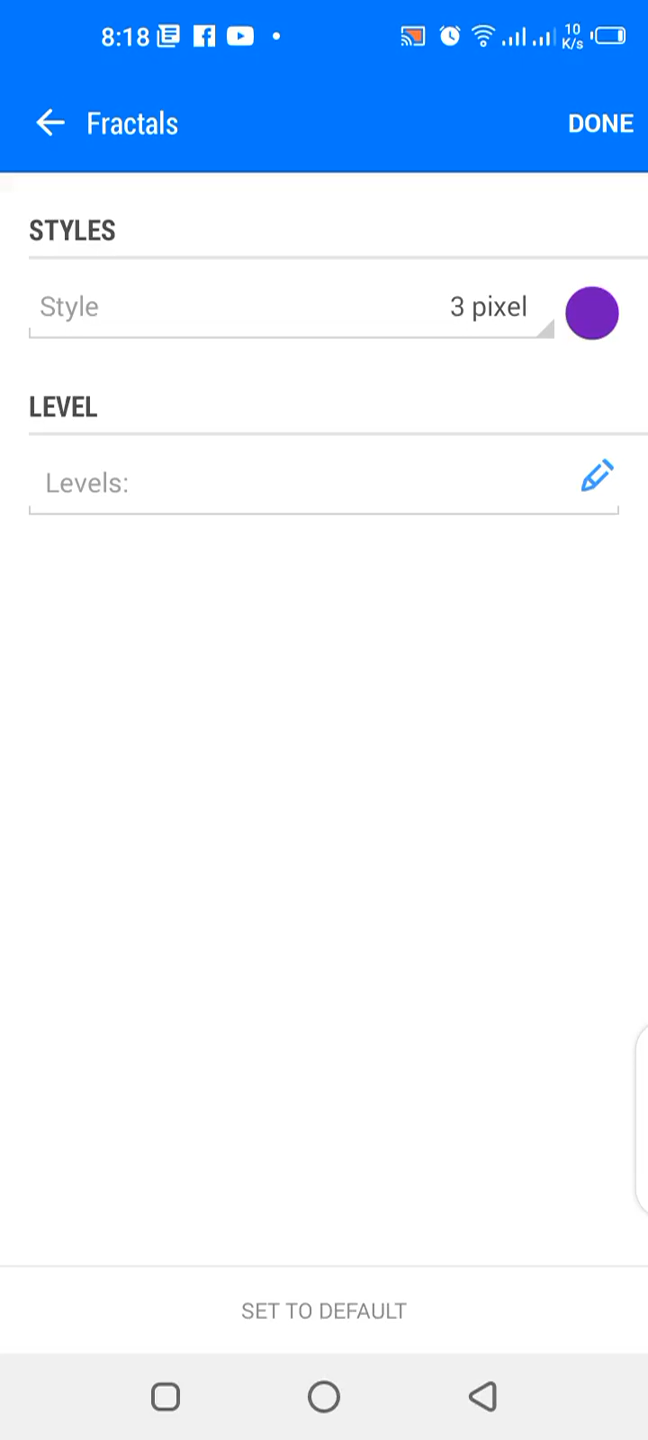 8:18 10 K/s
Fractals DONE
STYLES
Style 3 pixel
LEVEL
Levels:
SET TO DEFAULT